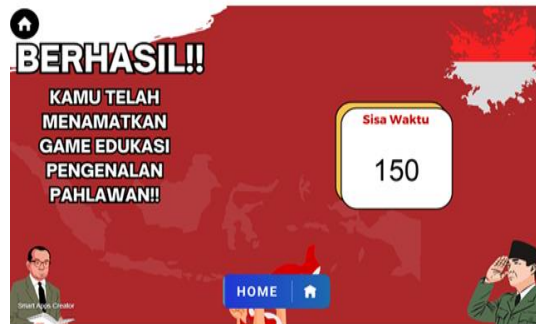 BERHASIL!!
KAMU TELAH
MENAMATKAN
GAME EDUKASI
PENGENALAN
PAHLAWAN!!
Sisa Waktu
150
HOME
Smart Apps Creator